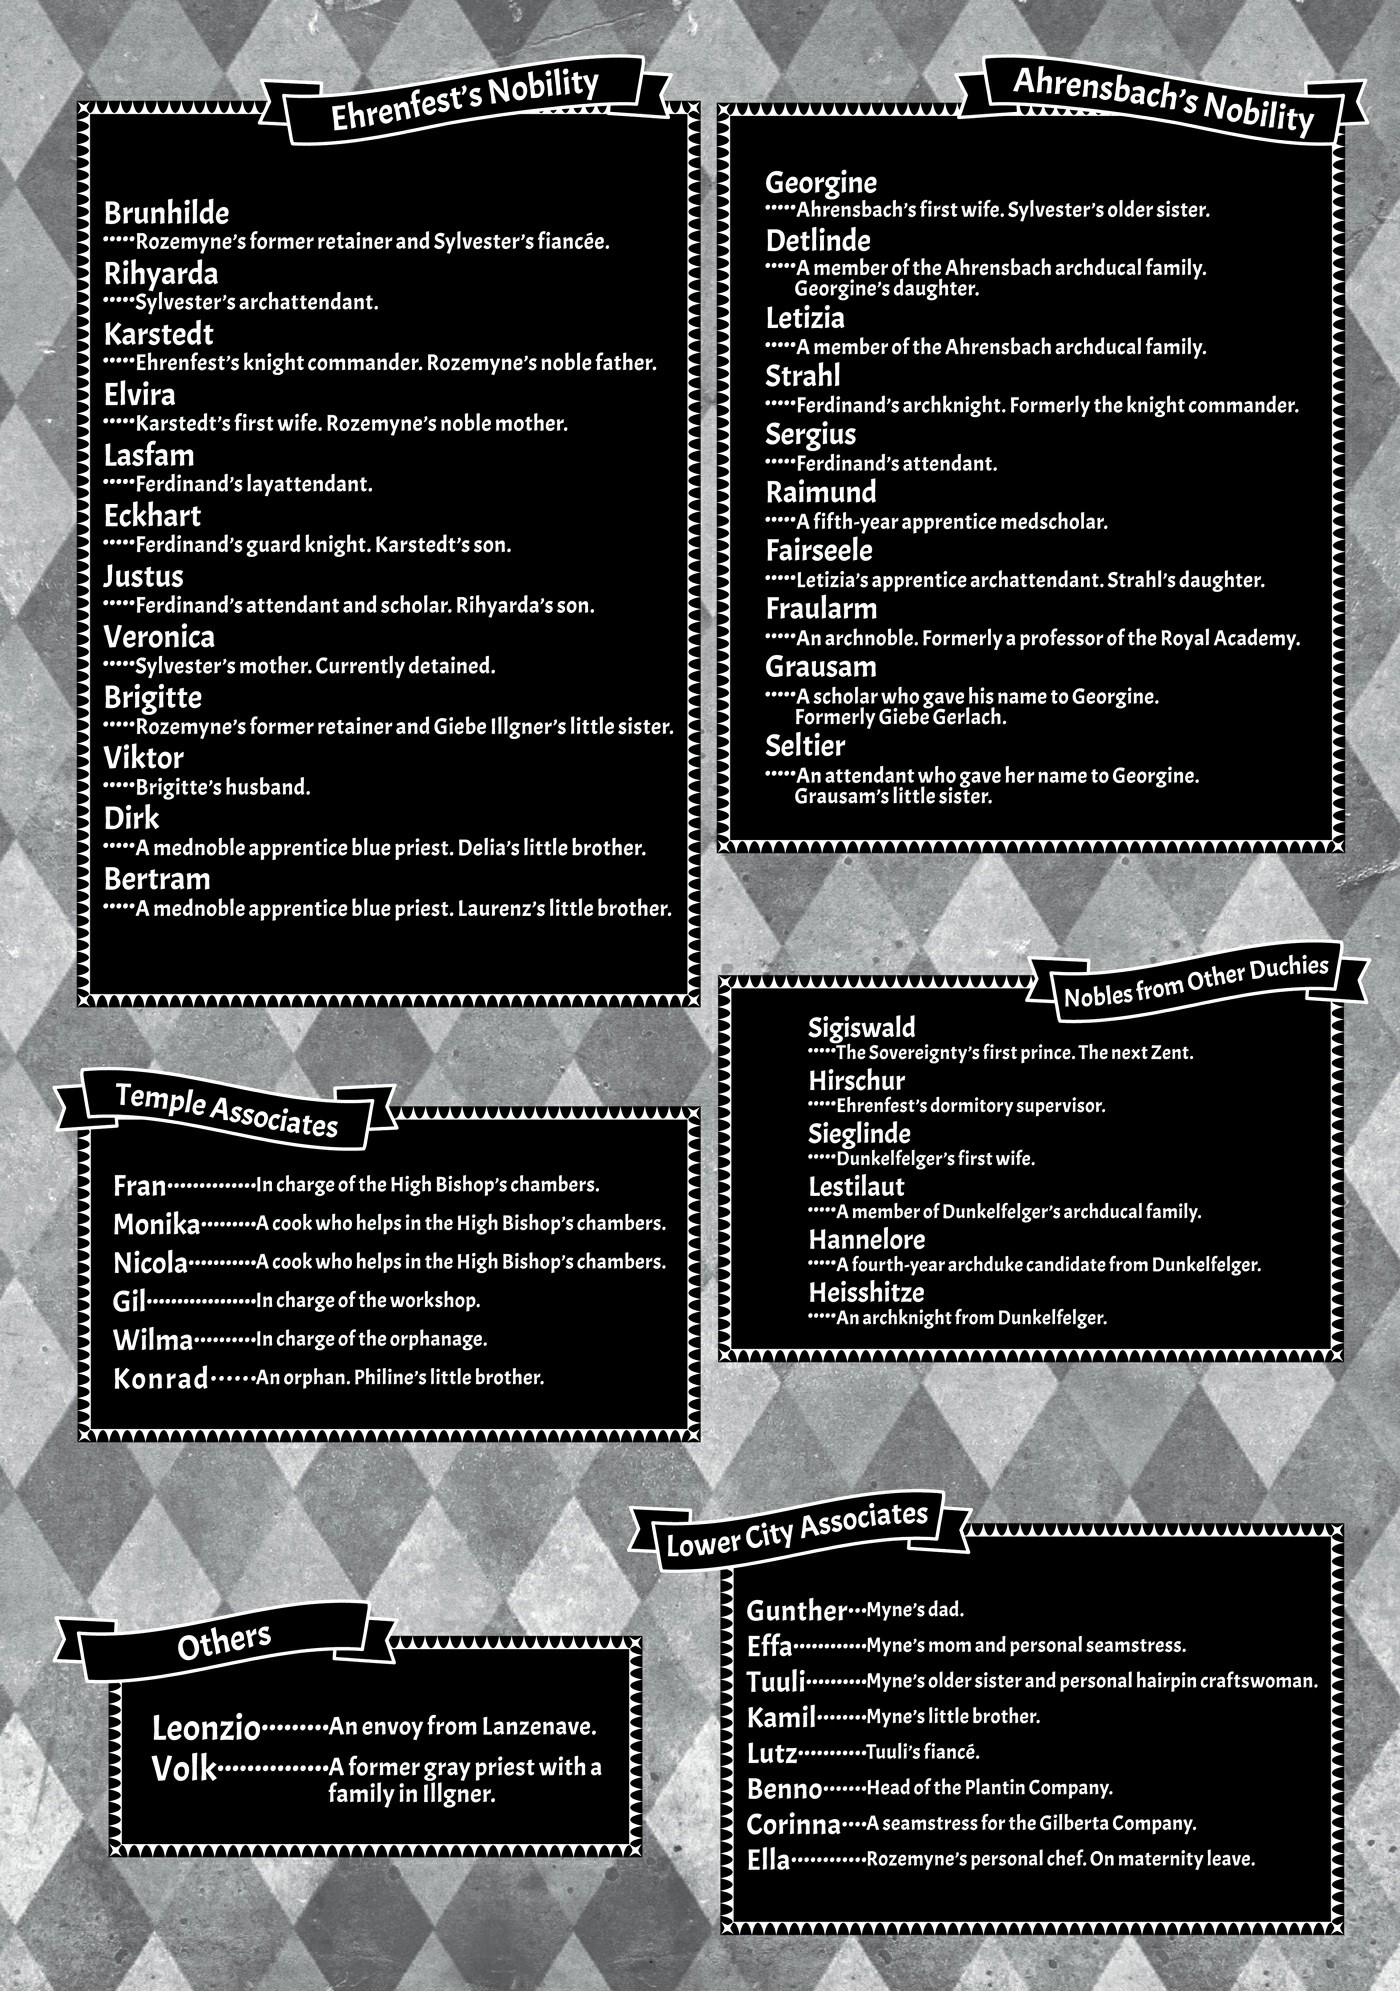 Ehrenfest's Nobility
Brunhilde
•••••Rozemyne's former retainer and Sylvester's fiancée.
Rihyarda
•••••Sylvester's archattendant.
Karstedt
•••••Ehrenfest's knight commander. Rozemyne's noble father.
Elvira
•••••Karstedt's first wife. Rozemyne's noble mother.
Lasfam
•••••Ferdinand's layattendant.
Eckhart
•••••Ferdinand's guard knight. Karstedt's son.
Justus
•••••Ferdinand's attendant and scholar. Rihyarda's son.
Veronica
•••••Sylvester's mother. Currently detained.
Brigitte
•••••Rozemyne's former retainer and Giebe Illgner's little sister.
Viktor
•••••Brigitte's husband.
Dirk
•••••A mednoble apprentice blue priest. Delia's little brother.
Bertram
•••••A mednoble apprentice blue priest. Laurenz's little brother.
Ahrensbach's Nobility
Georgine
•••••Ahrensbach's first wife. Sylvester's older sister.
Detlinde
•••••A member of the Ahrensbach archducal family.
Georgine's daughter.
Letizia
•••••A member of the Ahrensbach archducal family.
Strahl
•••••Ferdinand's archknight. Formerly the knight commander.
Sergius
•••••Ferdinand's attendant.
Raimund
•••••A fifth-year apprentice medscholar.
Fairseele
•••••Letizia's apprentice archattendant. Strahl's daughter.
Fraularm
•••••An archnoble. Formerly a professor of the Royal Academy.
Grausam
•••••A scholar who gave his name to Georgine.
Formerly Giebe Gerlach.
Seltier
•••••An attendant who gave her name to Georgine.
Grausam's little sister.
Nobles from Other Duchies
Sigiswald
•••••The Sovereignty's first prince. The next Zent.
Hirschur
•••••Ehrenfest's dormitory supervisor.
Sieglinde
•••••Dunkelfelger's first wife.
Lestilaut
•••••A member of Dunkelfelger's archducal family.
Hannelore
•••••A fourth-year archduke candidate from Dunkelfelger.
Heisshitze
•••••An archknight from Dunkelfelger.
Temple Associates
Fran••••••••••••••In charge of the High Bishop's chambers.
Monika•••••••••A cook who helps in the High Bishop's chambers.
Nicola•••••••••••A cook who helps in the High Bishop's chambers.
Gil•••••••••••••••••In charge of the workshop.
Wilma••••••••••In charge of the orphanage.
Konrad••••••An orphan. Philine's little brother.
Lower City Associates
Gunther•••Myne's dad.
Effa••••••••••••Myne's mom and personal seamstress.
Tuuli••••••••••Myne's older sister and personal hairpin craftswoman.
Kamil••••••••Myne's little brother.
Lutz•••••••••••Tuuli's fiancé.
Benno•••••••Head of the Plantin Company.
Corinna••••A seamstress for the Gilberta Company.
Ella••••••••••••Rozemyne's personal chef. On maternity leave.
Others
Leonzio•••••••••An envoy from Lanzenave.
Volk•••••••••••••••A former gray priest with a
family in Illgner.